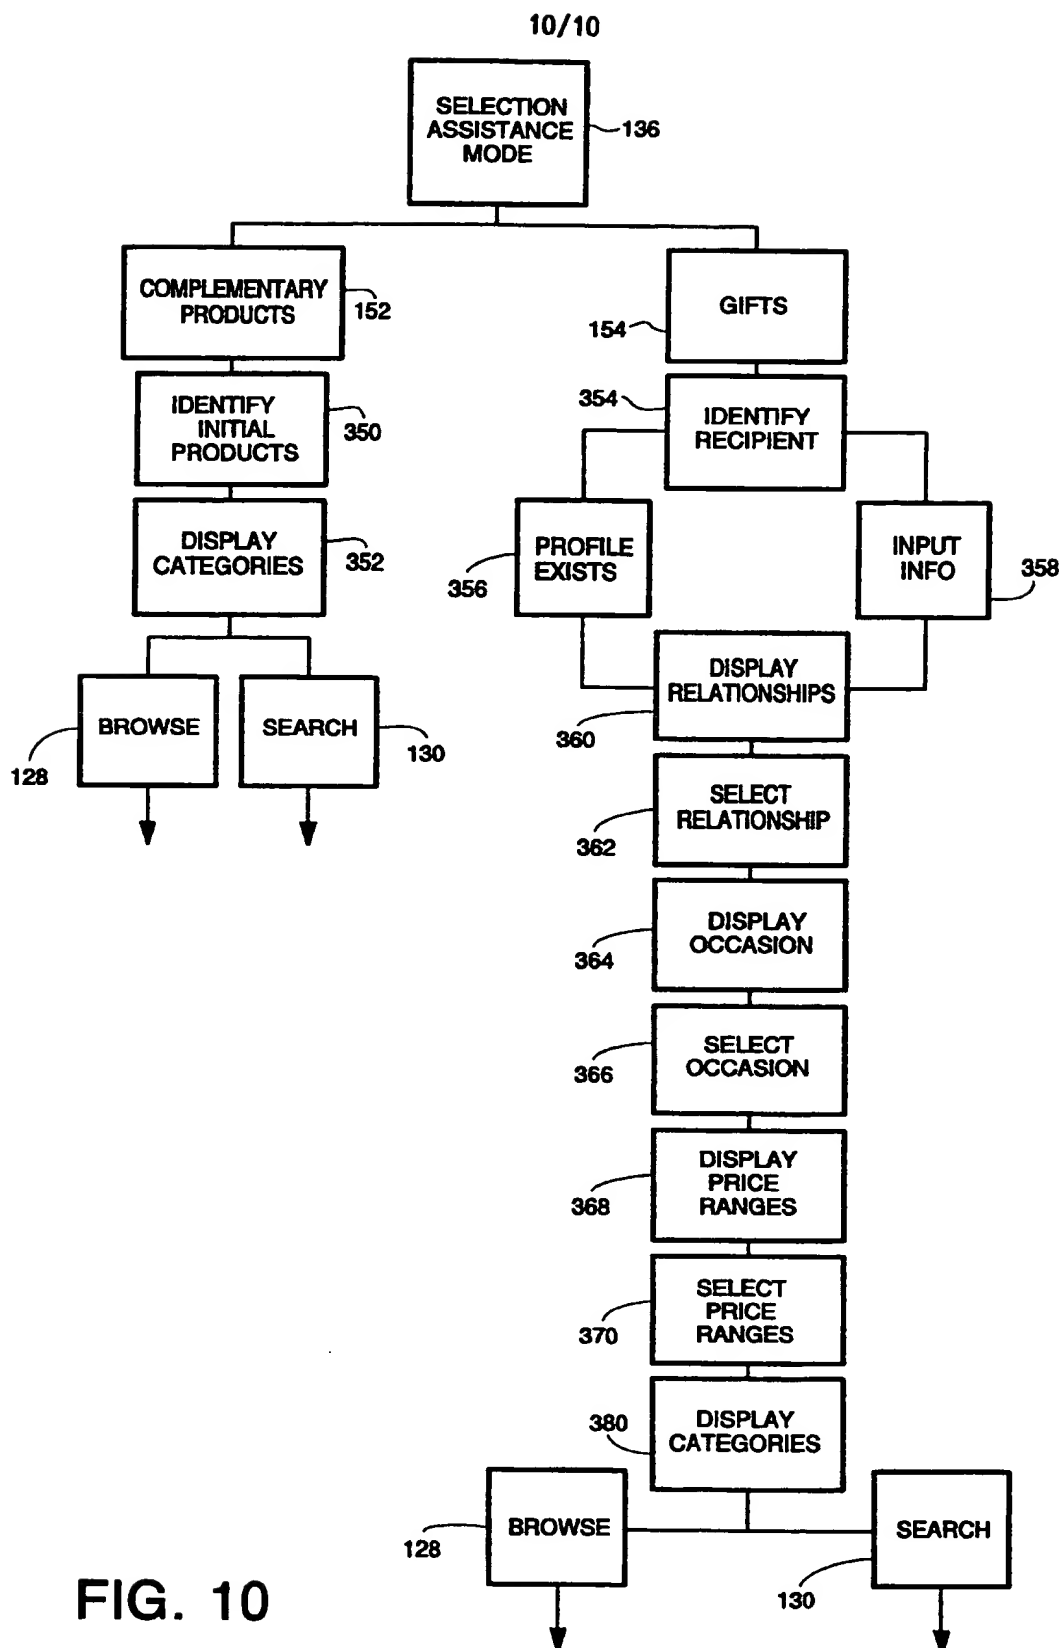 10/10
SELECTION
ASSISTANCE
MODE
136
COMPLEMENTARY
PRODUCTS
152
GIFTS
154
IDENTIFY
INITIAL
PRODUCTS
350
354
IDENTIFY
RECIPIENT
DISPLAY
CATEGORIES
352
PROFILE
EXISTS
356
INPUT
INFO
358
BROWSE
128
SEARCH
130
DISPLAY
RELATIONSHIPS
360
SELECT
RELATIONSHIP
362
DISPLAY
OCCASION
364
SELECT
OCCASION
366
DISPLAY
PRICE
RANGES
368
SELECT
PRICE
RANGES
370
380
DISPLAY
CATEGORIES
BROWSE
128
SEARCH
130
FIG. 10